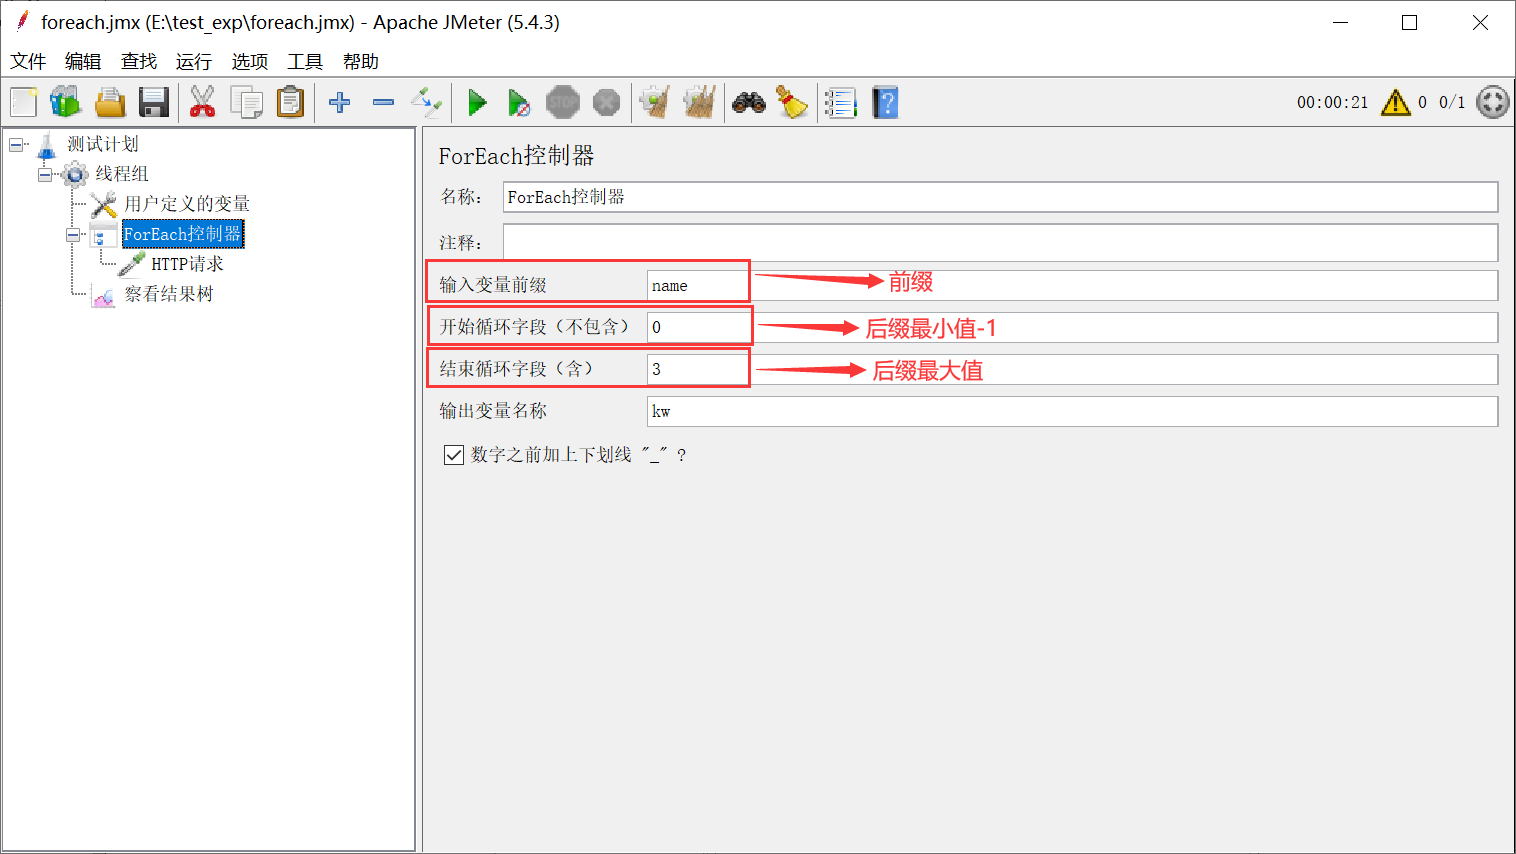 foreach.jmx (E:\test_exp\foreach.jmx) - Apache JMeter (5.4.3)
文件 编辑 查找 运行 选项 工具 帮助
STOP
00:00:21 0 0/1
测试计划
线程组
用户定义的变量
ForEach控制器
HTTP请求
察看结果树
ForEach控制器
名称: ForEach控制器
注释:
输入变量前缀 name 前缀
开始循环字段（不包含） 0 后缀最小值-1
结束循环字段（含） 3 后缀最大值
输出变量名称 kw
数字之前加上下划线 "_" ?